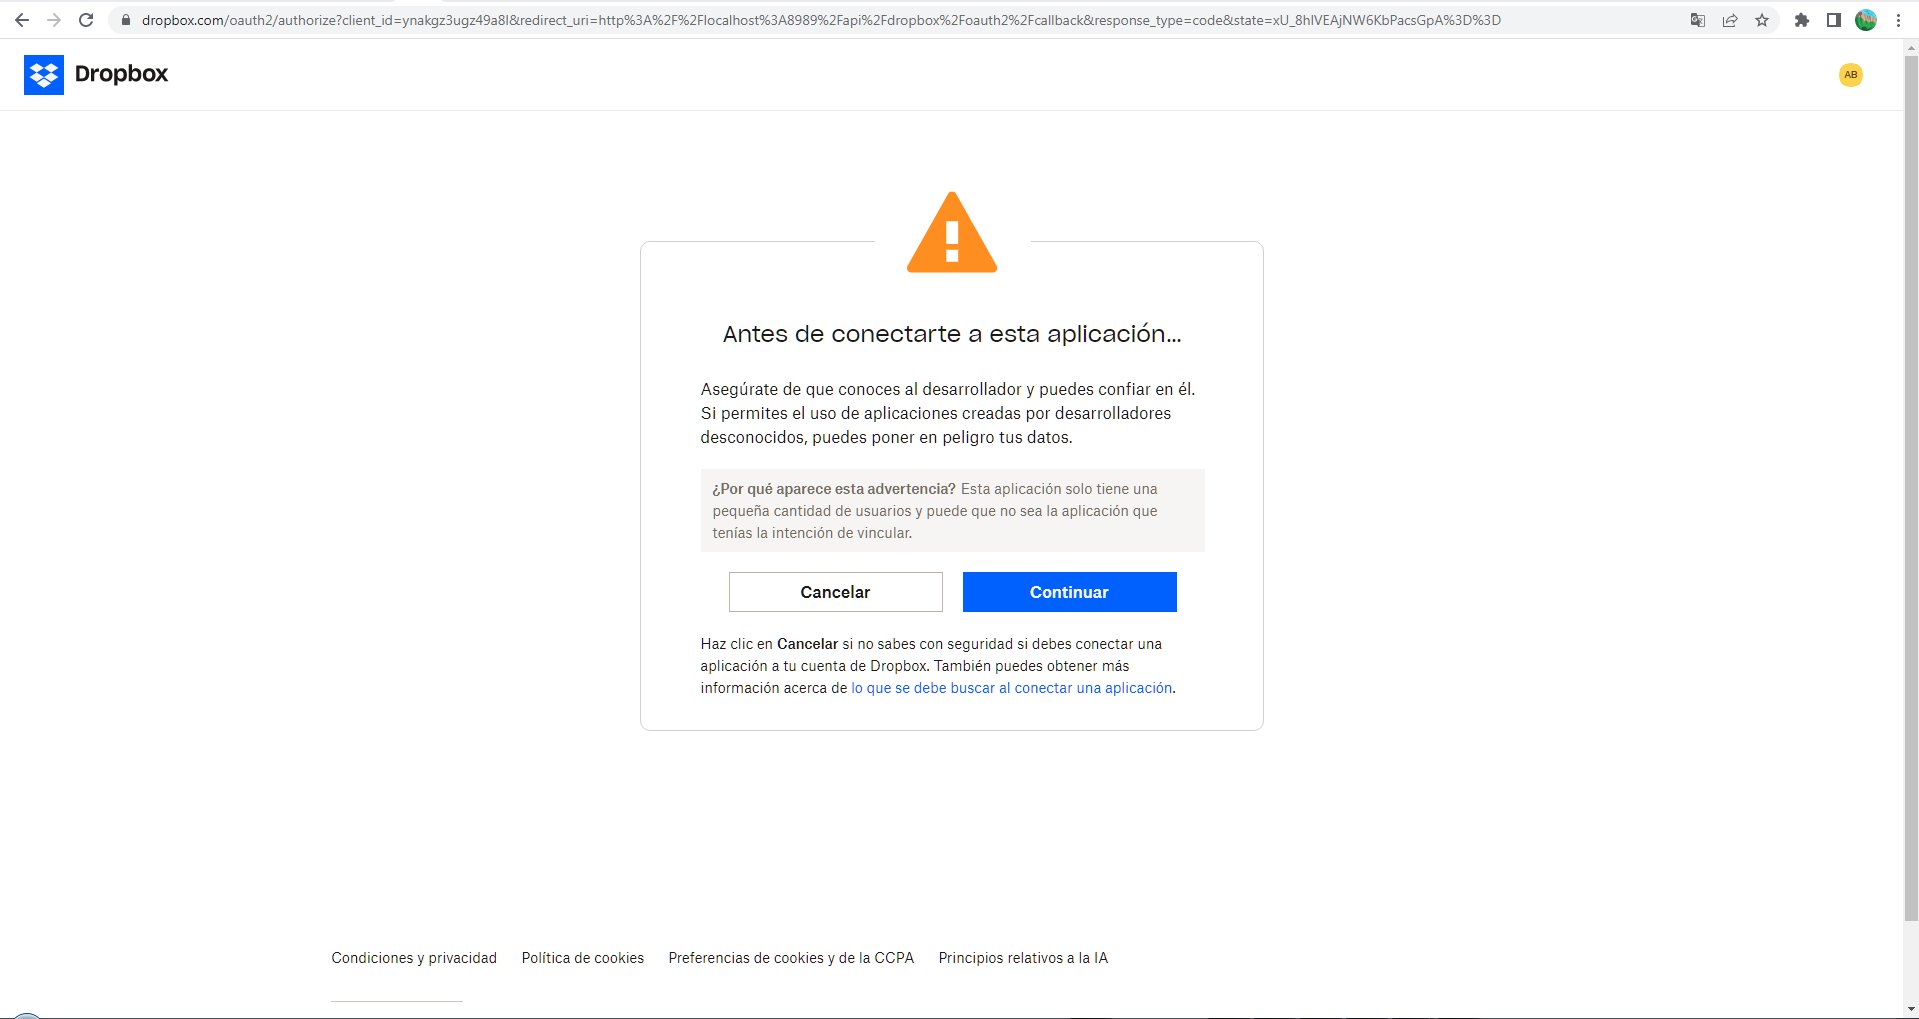 dropbox.com/oauth2/authorize?client_id=ynakgz3ugz49a8l&redirect_uri=http%3A%2F%2Flocalhost%3A8989%2Fapi%2Fdropbox%2Foauth2%2Fcallback&response_type=code&state=xU_8hlVEAjNW6KbPacsGpA%3D%3D
Dropbox
AB
Antes de conectarte a esta aplicación...
Asegúrate de que conoces al desarrollador y puedes confiar en él.
Si permites el uso de aplicaciones creadas por desarrolladores
desconocidos, puedes poner en peligro tus datos.
¿Por qué aparece esta advertencia? Esta aplicación solo tiene una
pequeña cantidad de usuarios y puede que no sea la aplicación que
tenías la intención de vincular.
Cancelar Continuar
Haz clic en Cancelar si no sabes con seguridad si debes conectar una
aplicación a tu cuenta de Dropbox. También puedes obtener más
información acerca de lo que se debe buscar al conectar una aplicación.
Condiciones y privacidad Política de cookies Preferencias de cookies y de la CCPA Principios relativos a la IA